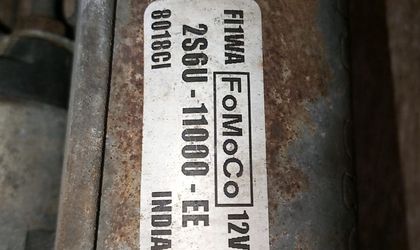 FI1WA FoMoCo 12V
2S6U - 11000 - EE
8018CI INDIA